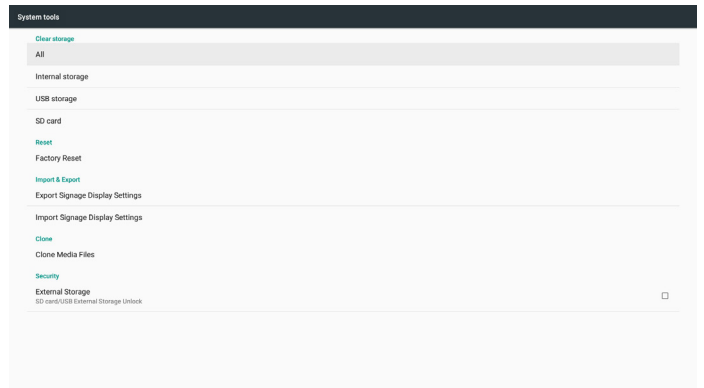 System tools
Clear storage
All
Internal storage
USB storage
SD card
Reset
Factory Reset
Import & Export
Export Signage Display Settings
Import Signage Display Settings
Clone
Clone Media Files
Security
External Storage
SD card/USB External Storage Unlock